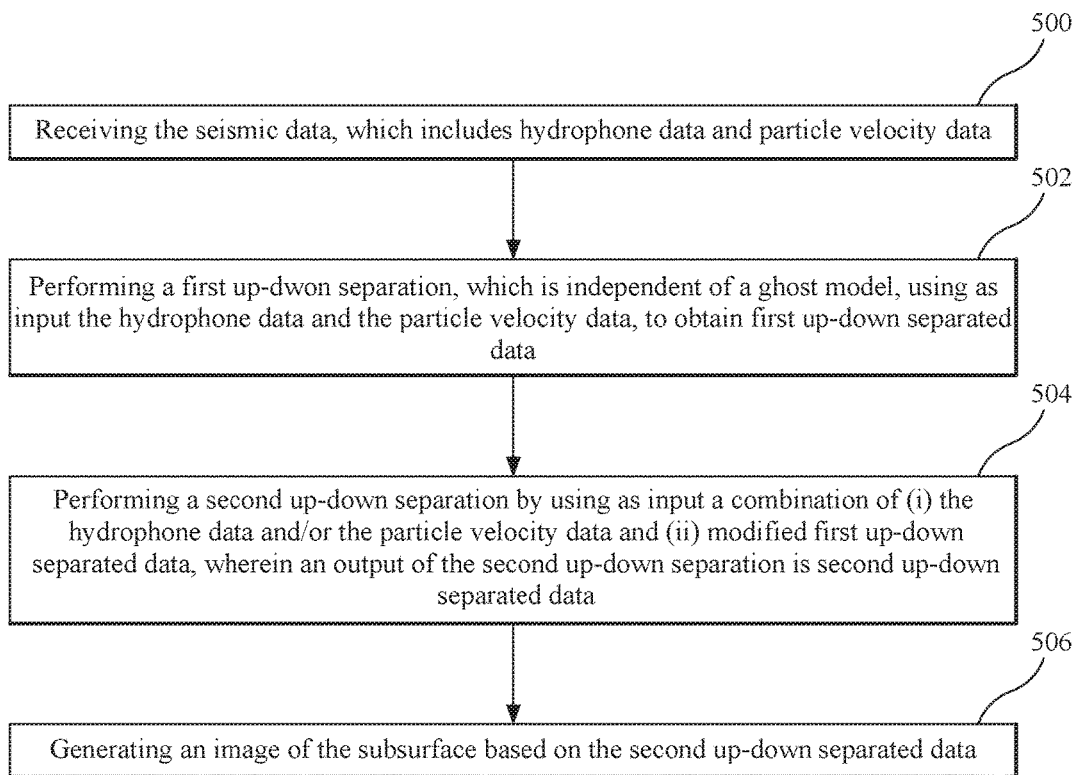 500
Receiving the seismic data, which includes hydrophone data and particle velocity data
502
Performing a first up-dwon separation, which is independent of a ghost model, using as
input the hydrophone data and the particle velocity data, to obtain first up-down separated
data
504
Performing a second up-down separation by using as input a combination of (i) the
hydrophone data and/or the particle velocity data and (ii) modified first up-down
separated data, wherein an output of the second up-down separation is second up-down
separated data
506
Generating an image of the subsurface based on the second up-down separated data